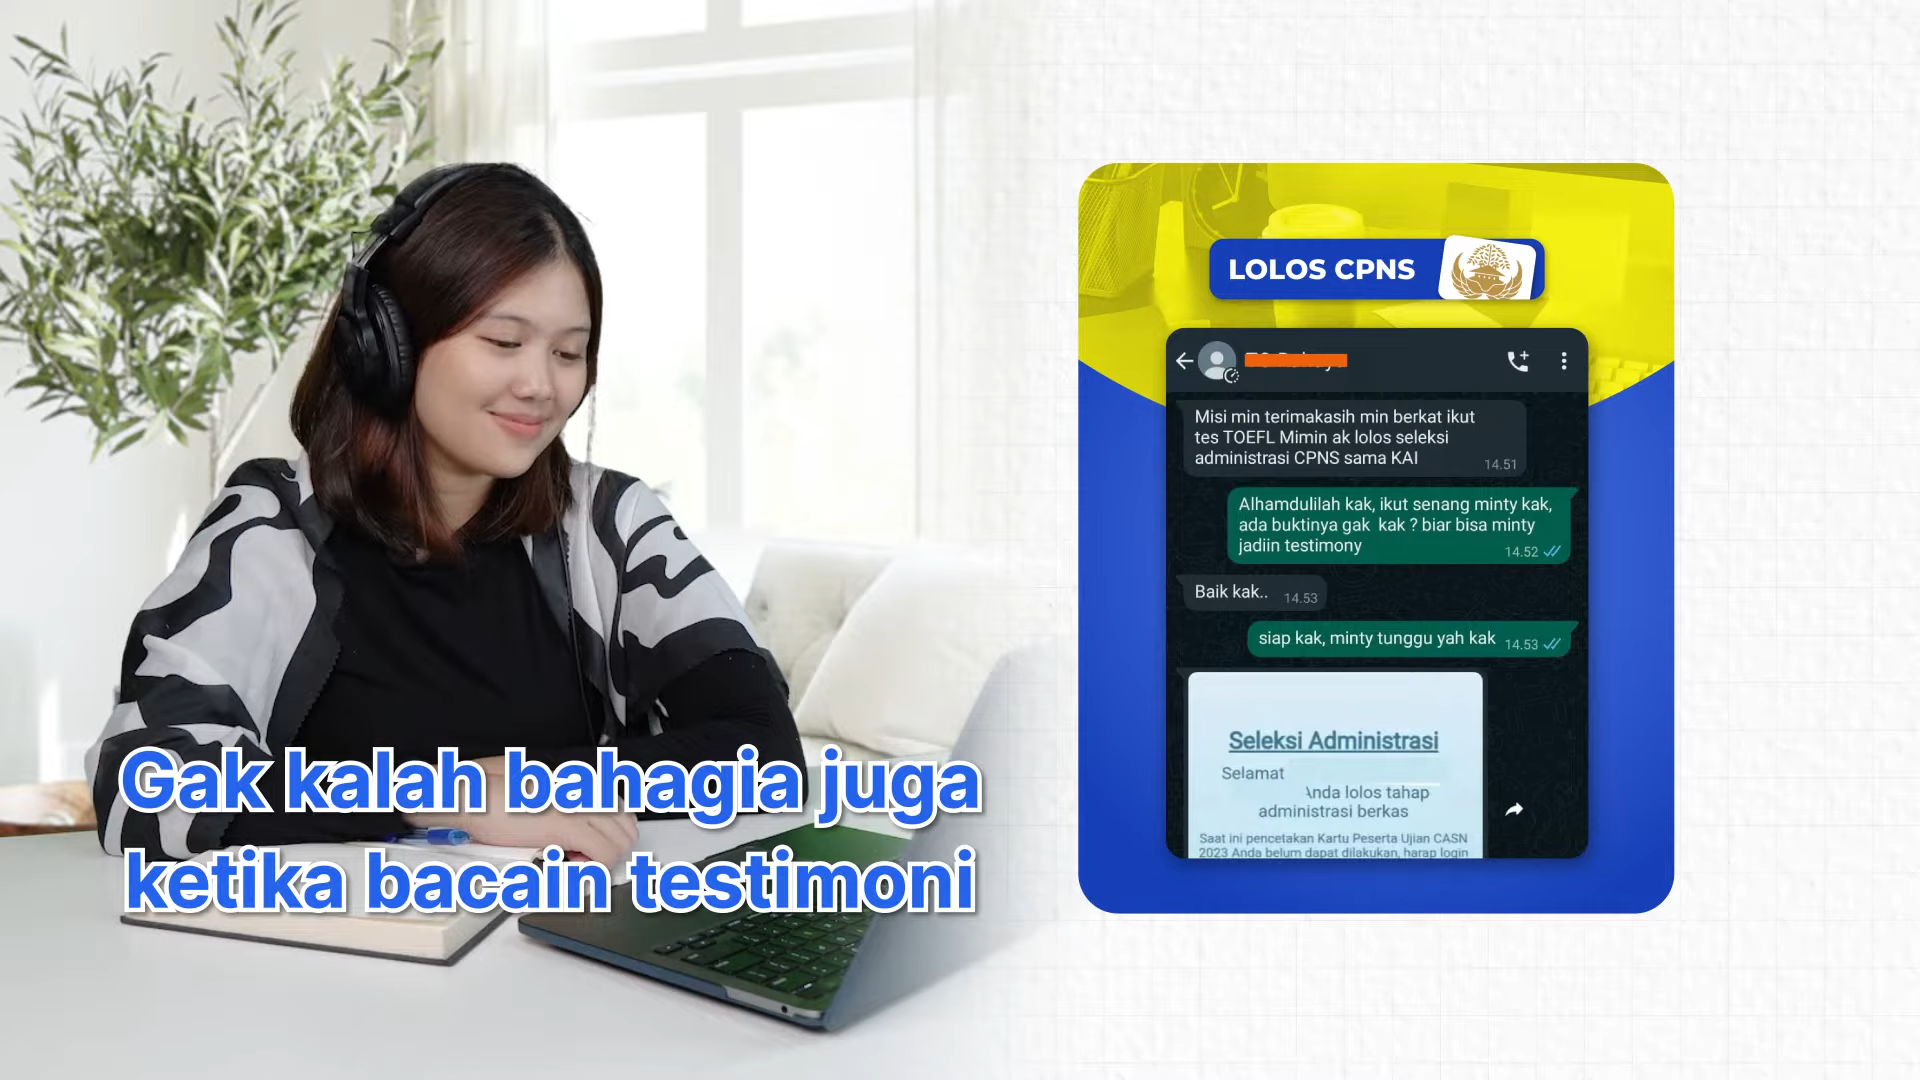 Gak kalah bahagia juga
ketika bacain testimoni
LOLOS CPNS
Misi min terimakasih min berkat ikut
tes TOEFL Mimin ak lolos seleksi
administrasi CPNS sama KAI
14.51
Alhamdulilah kak, ikut senang minty kak,
ada buktinya gak kak ? biar bisa minty
jadiin testimony
14.52
Baik kak..
14.53
siap kak, minty tunggu yah kak
14.53
Seleksi Administrasi
Selamat
Anda lolos tahap
administrasi berkas
Saat ini pencetakan Kartu Peserta Ujian CASN
2023 Anda belum dapat dilakukan, harap login